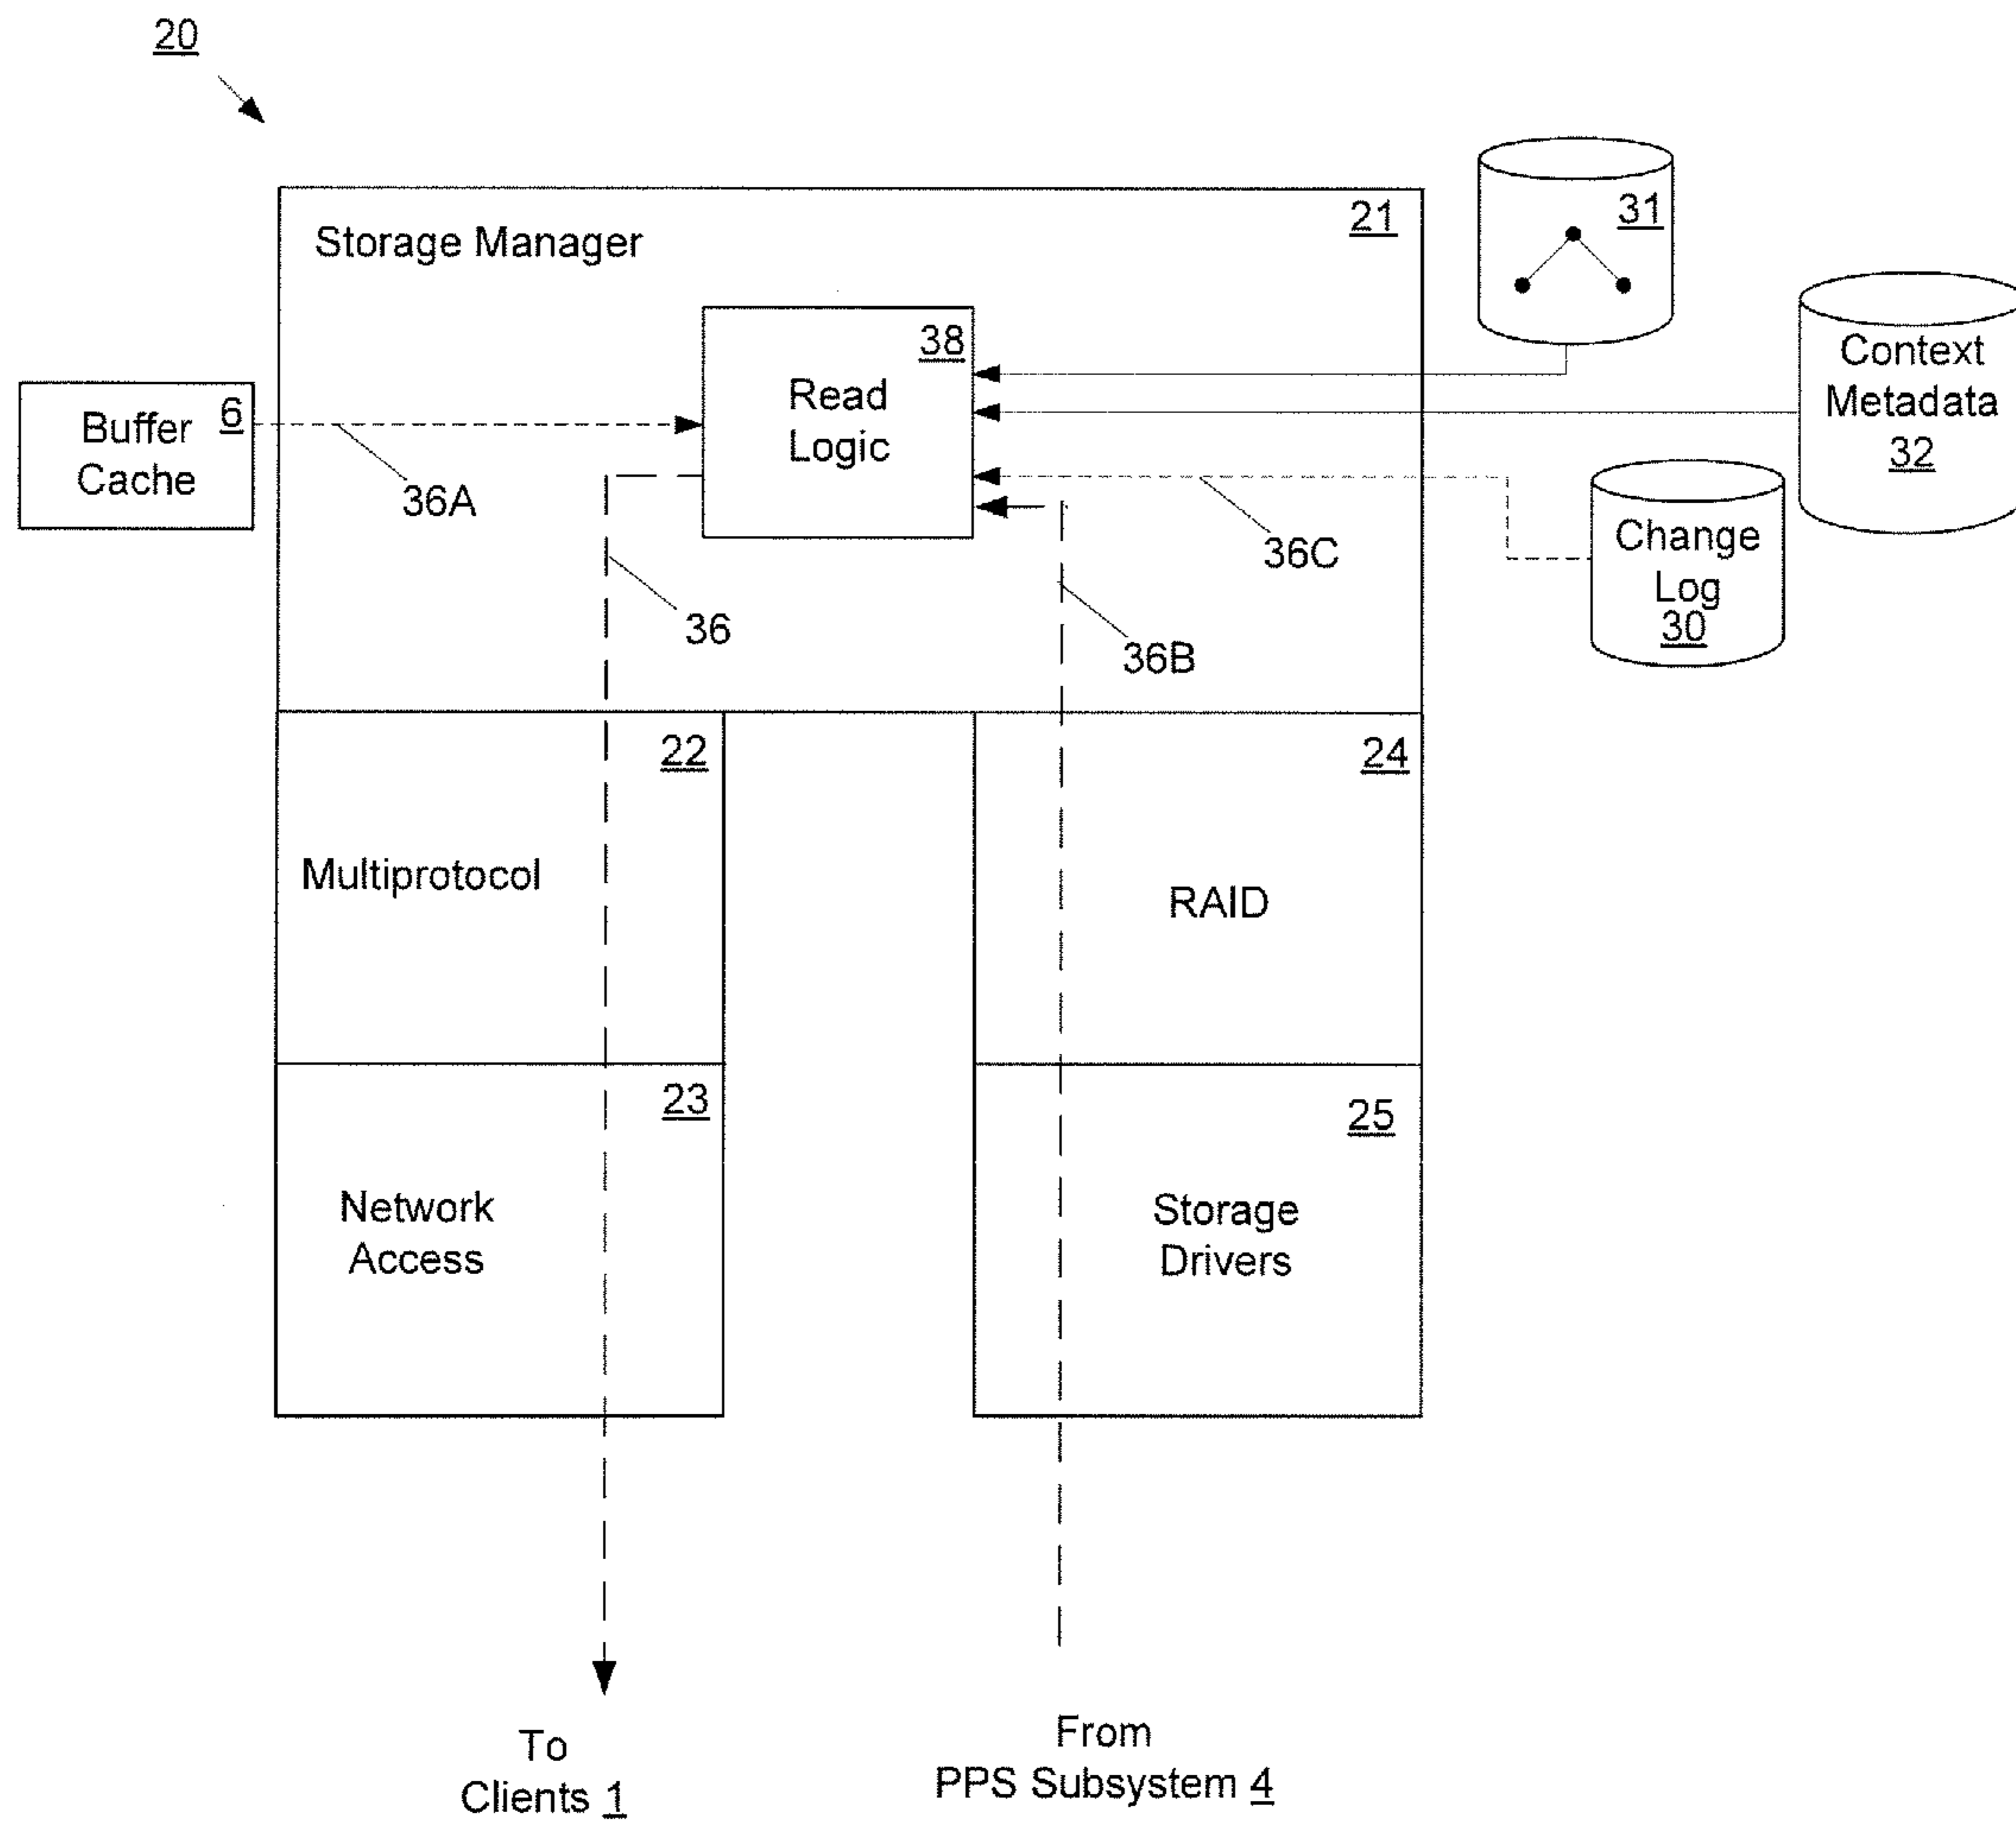 20
Storage Manager
21
31
38
Read
Logic
Context
Metadata
32
6
Buffer
Cache
36A
36C
Change
Log
30
36
36B
22
24
Multiprotocol
RAID
23
25
Network
Access
Storage
Drivers
To
Clients 1
From
PPS Subsystem 4